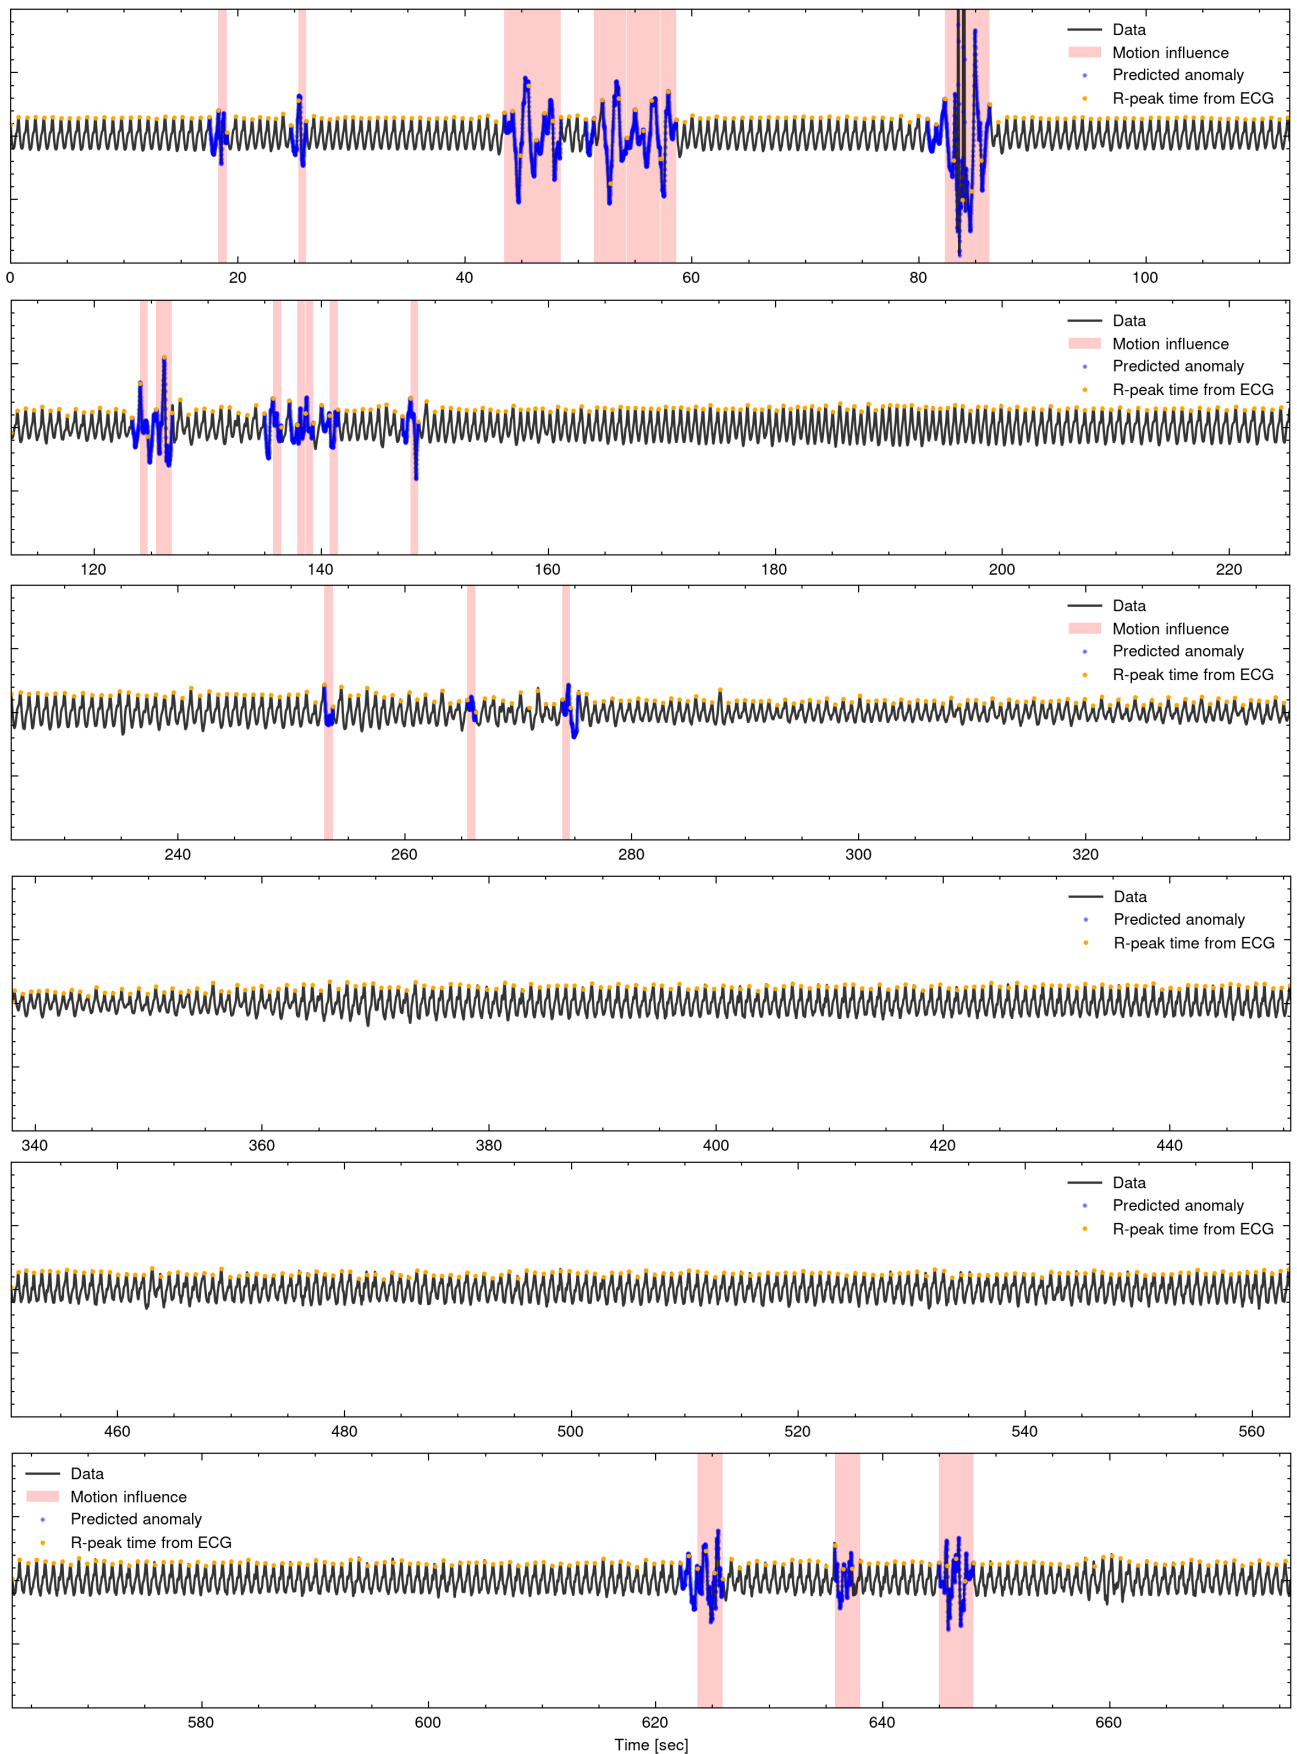 Data
Motion influence
Predicted anomaly
R-peak time from ECG
0 20 40 60 80 100
Data
Motion influence
Predicted anomaly
R-peak time from ECG
120 140 160 180 200 220
Data
Motion influence
Predicted anomaly
R-peak time from ECG
240 260 280 300 320
Data
Predicted anomaly
R-peak time from ECG
340 360 380 400 420 440
Data
Predicted anomaly
R-peak time from ECG
460 480 500 520 540 560
Data
Motion influence
Predicted anomaly
R-peak time from ECG
580 600 620 640 660
Time [sec]